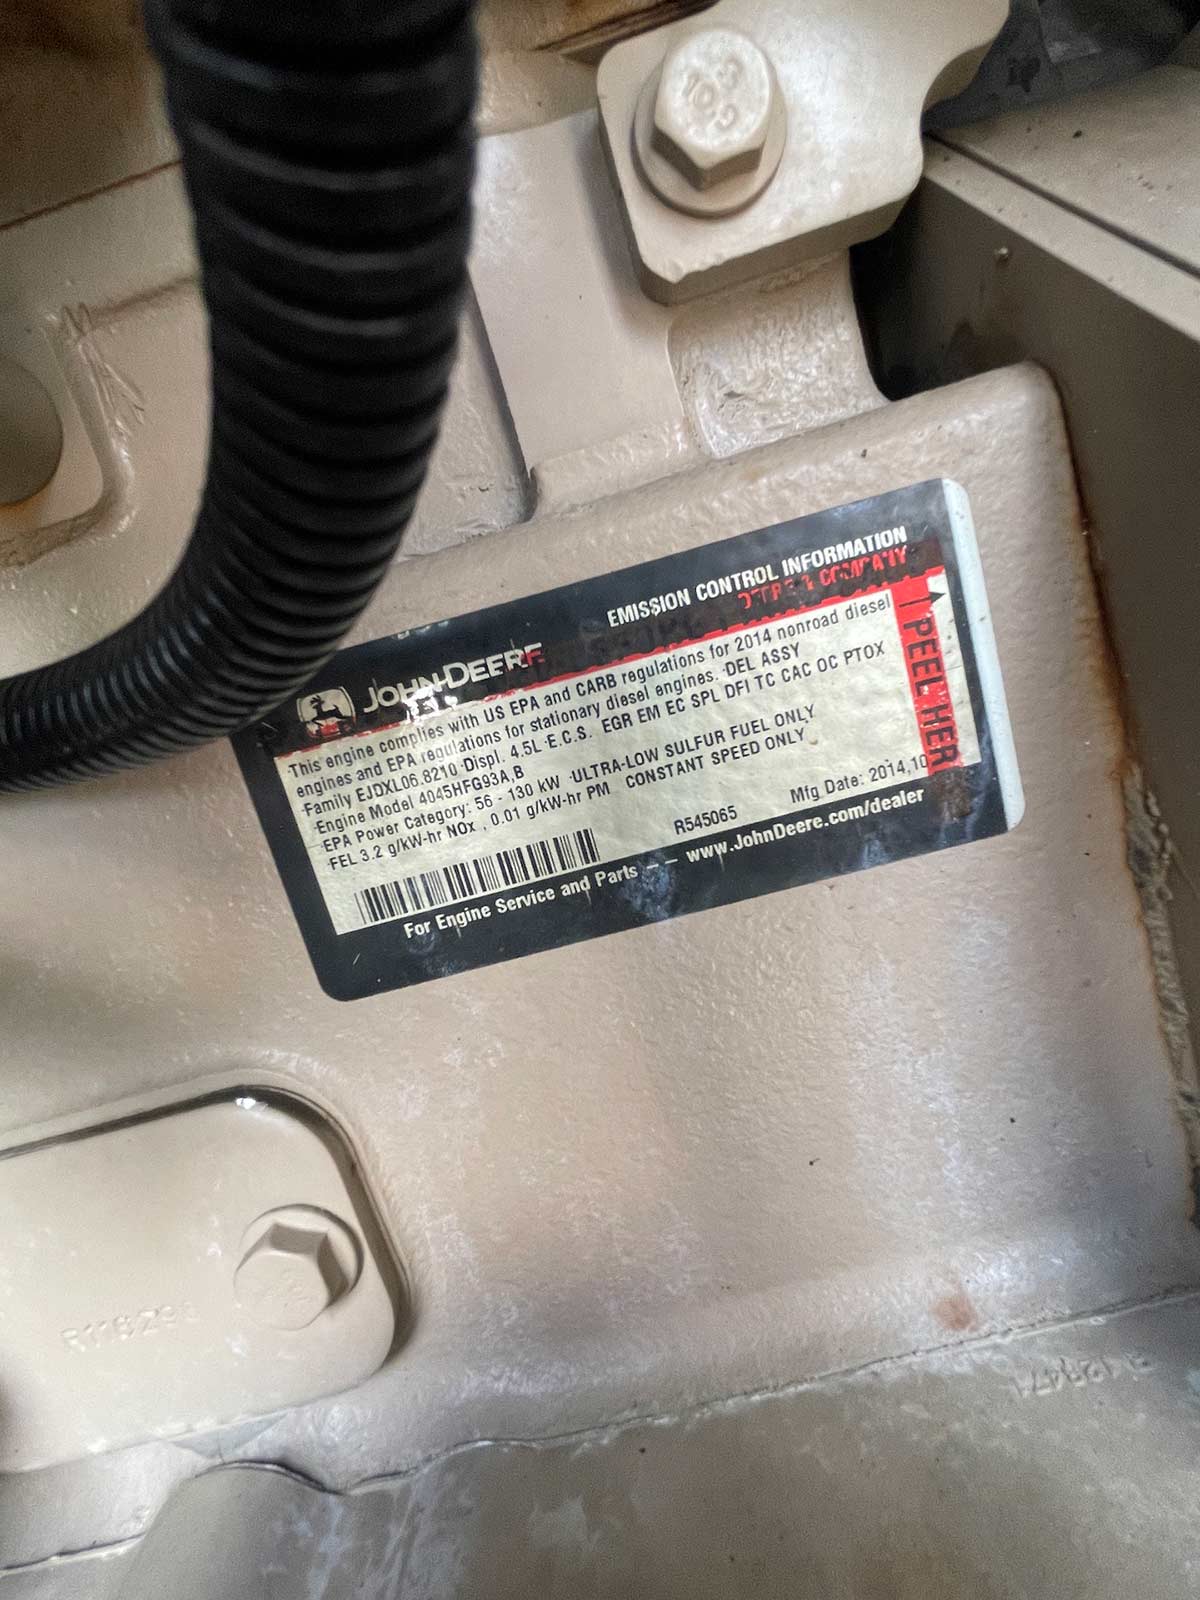 10.9
EMISSION CONTROL INFORMATION
JOHN DEERE
DEERE & COMPANY
This engine complies with US EPA and CARB regulations for 2014 nonroad diesel
engines and EPA regulations for stationary diesel engines. DEL ASSY
Family EJDXL06.8210 Displ. 4.5L E.C.S. EGR EM EC SPL DFI TC CAC OC PTOX
Engine Model 4045HFG93A,B
EPA Power Category: 56 - 130 kW ULTRA-LOW SULFUR FUEL ONLY
FEL 3.2 g/kW-hr NOx , 0.01 g/kW-hr PM CONSTANT SPEED ONLY
R545065 Mfg Date: 2014,10
For Engine Service and Parts -- www.JohnDeere.com/dealer
PEEL HER